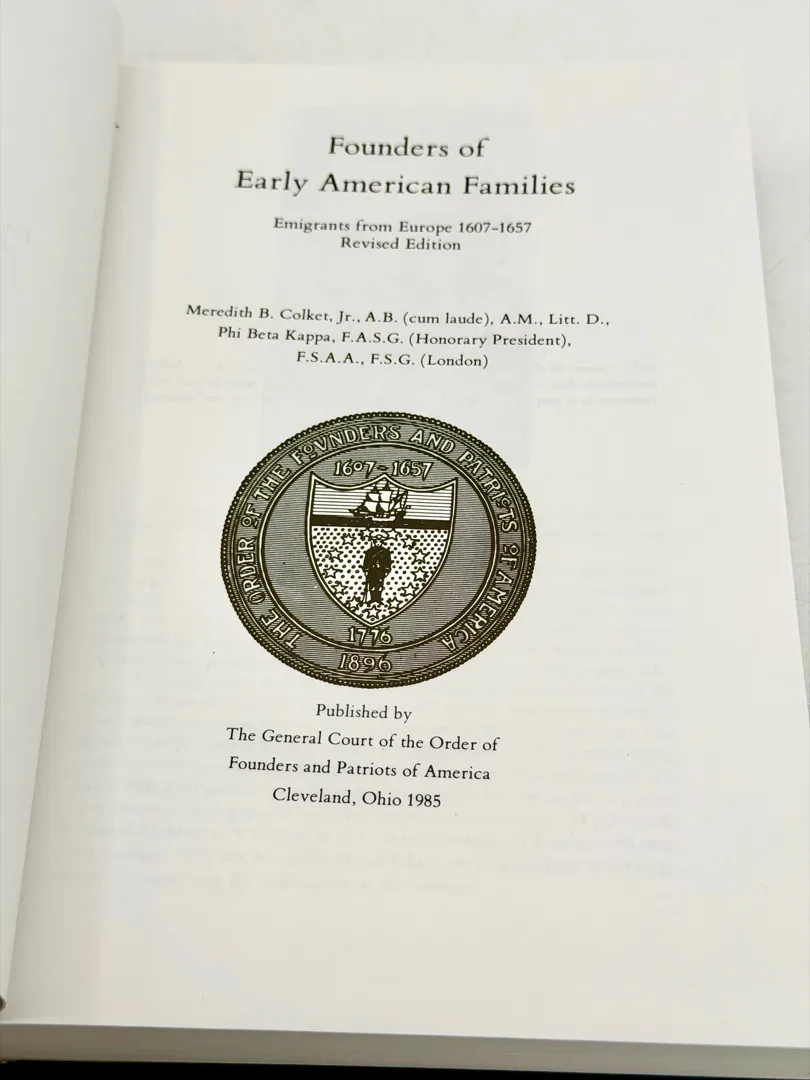 Founders of
Early American Families
Emigrants from Europe 1607-1657
Revised Edition
Meredith B. Colket, Jr., A.B. (cum laude), A.M., Litt. D.,
Phi Beta Kappa, F.A.S.G. (Honorary President),
F.S.A.A., F.S.G. (London)
THE ORDER OF THE FOVNDERS AND PATRIOTS OF AMERICA
1607-1657
1776
1896
Published by
The General Court of the Order of
Founders and Patriots of America
Cleveland, Ohio 1985